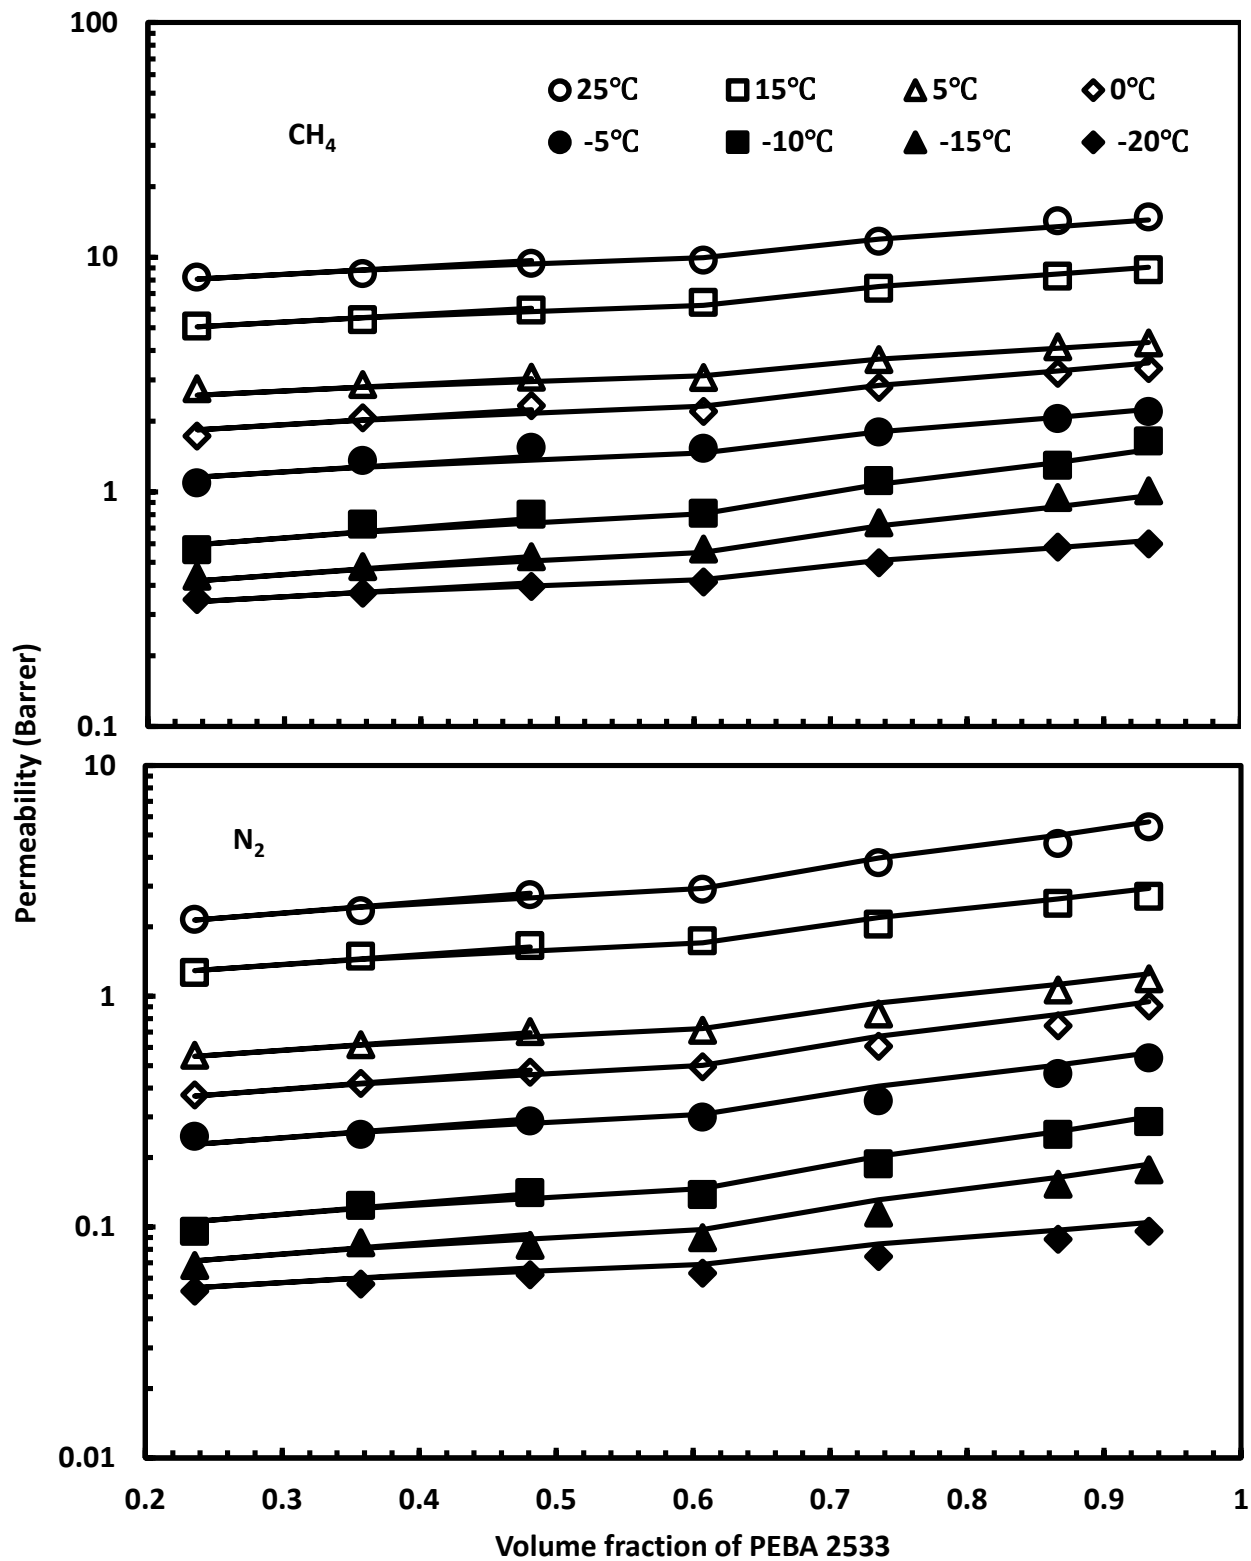 100
25℃ 15℃ 5℃ 0℃
CH4
-5℃ -10℃ -15℃ -20℃
10
1
0.1
Permeability (Barrer)
10
N2
1
0.1
0.01
0.2 0.3 0.4 0.5 0.6 0.7 0.8 0.9 1
Volume fraction of PEBA 2533